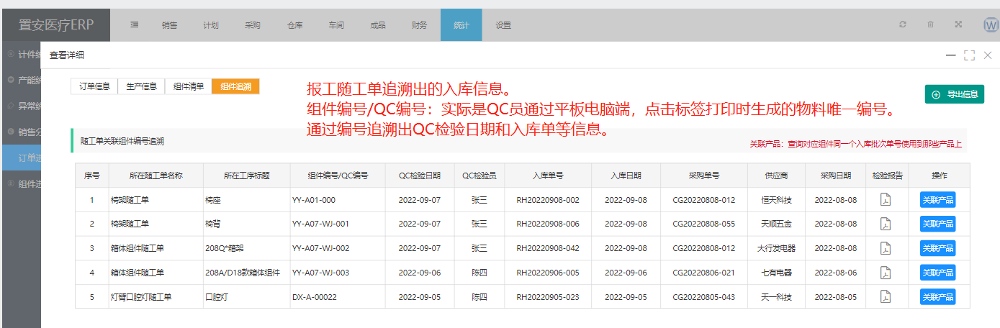 置安医疗ERP 销售 计划 采购 仓库 车间 成品 财务 统计 设置 W
计件统
产能统
异常统
销售分
订单进
组件进
查看详细
订单信息 生产信息 组件清单 组件追溯
导出信息
报工随工单追溯出的入库信息。
组件编号/QC编号：实际是QC员通过平板电脑端，点击标签打印时生成的物料唯一编号。
通过编号追溯出QC检验日期和入库单等信息。
随工单关联组件编号追溯
关联产品：查询对应组件同一个入库批次单号使用到那些产品上
序号 所在随工单名称 所在工序标题 组件编号/QC编号 QC检验日期 QC检验员 入库单号 入库日期 采购单号 供应商 采购日期 检验报告 操作
1 椅架随工单 椅座 YY-A01-000 2022-09-07 张三 RH20220908-002 2022-09-08 CG20220808-012 恒天科技 2022-08-08 关联产品
2 椅架随工单 椅背 YY-A07-WJ-001 2022-09-07 张三 RH20220908-006 2022-09-08 CG20220808-055 天顺五金 2022-08-08 关联产品
3 箱体组件随工单 208Q*箱架 YY-A07-WJ-002 2022-09-07 张三 RH20220908-042 2022-09-08 CG20220808-012 大行发电器 2022-08-08 关联产品
4 箱体组件随工单 208A/D18款箱体组件 YY-A07-WJ-003 2022-09-06 陈四 RH20220906-005 2022-09-06 CG20220806-021 七有电器 2022-08-06 关联产品
5 灯臂口腔灯随工单 口腔灯 DX-A-00022 2022-09-05 陈四 RH20220905-023 2022-09-05 CG20220805-043 天一科技 2022-08-05 关联产品